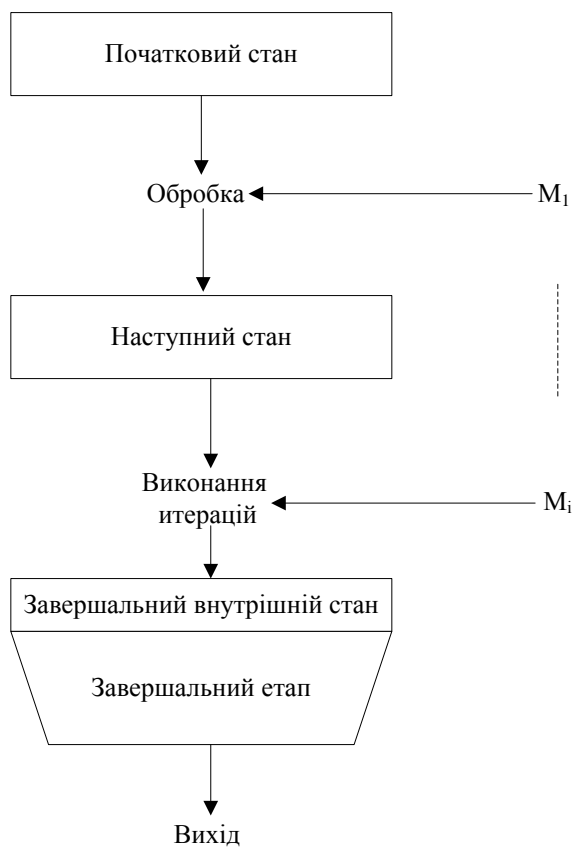 Початковий стан
Обробка
M₁
Наступний стан
Виконання
итерацій
Mᵢ
Завершальний внутрішній стан
Завершальний етап
Вихід